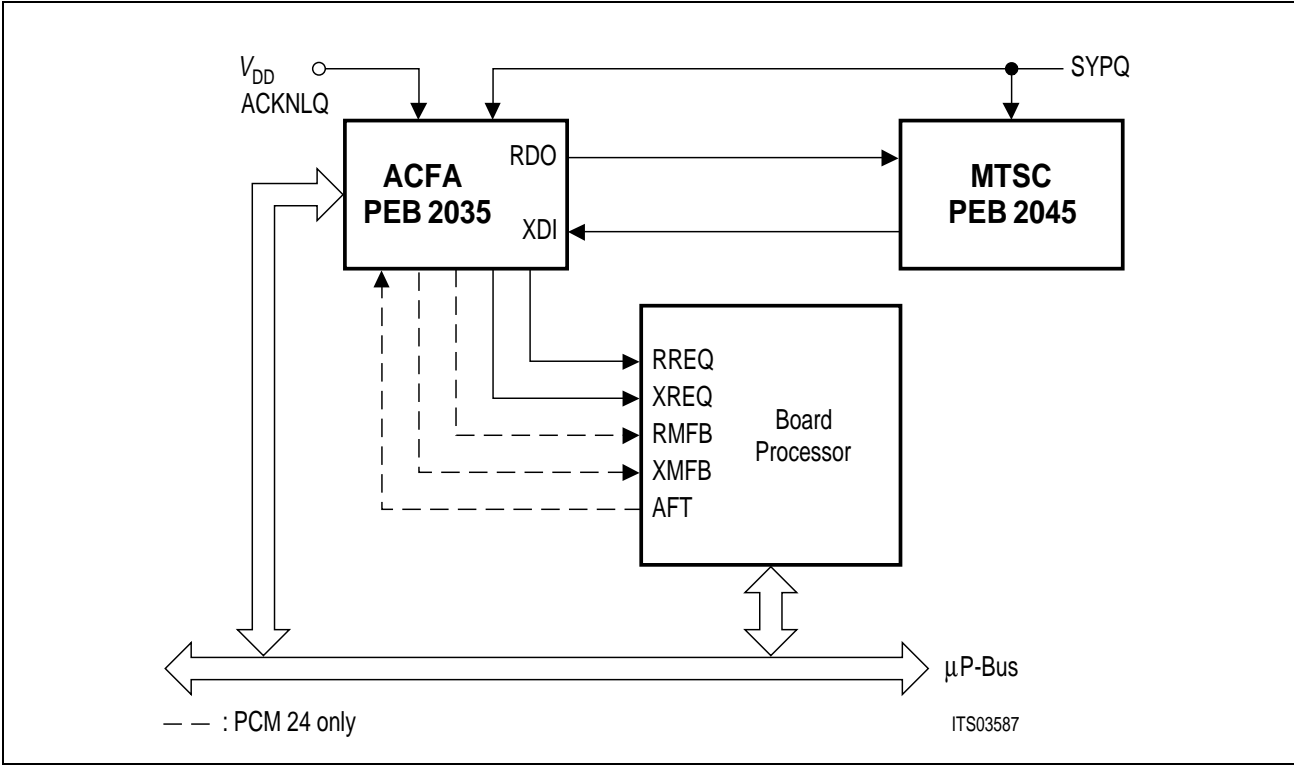 VDD
ACKNLQ
SYPQ
RDO
ACFA
PEB 2035
XDI
MTSC
PEB 2045
RREQ
XREQ
RMFB
XMFB
AFT
Board
Processor
µP-Bus
— — : PCM 24 only
ITS03587